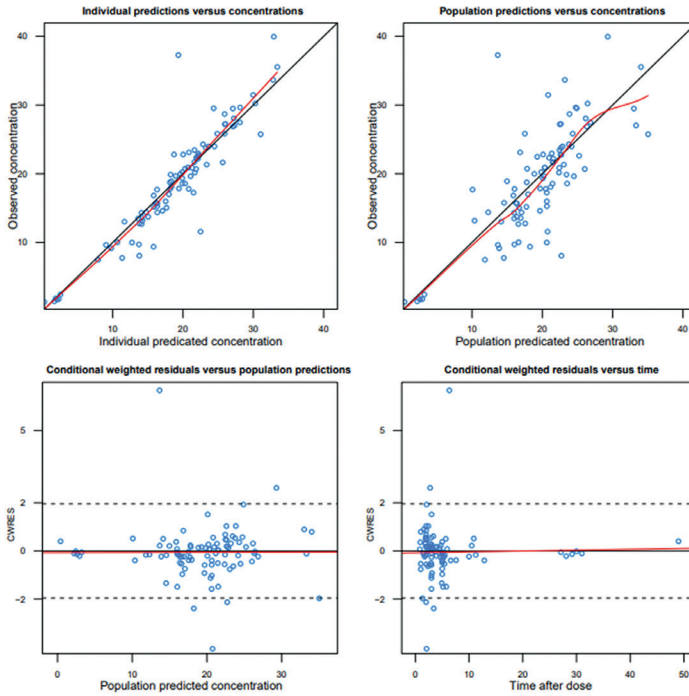 Individual predictions versus concentrations
Observed concentration
40
30
20
10
10
20
30
40
Individual predicated concentration
Population predictions versus concentrations
Observed concentration
40
30
20
10
10
20
30
40
Population predicated concentration
Conditional weighted residuals versus population predictions
CWRES
5
2
0
−2
0
10
20
30
Population predicted concentration
Conditional weighted residuals versus time
CWRES
5
2
0
−2
0
10
20
30
40
50
Time after dose